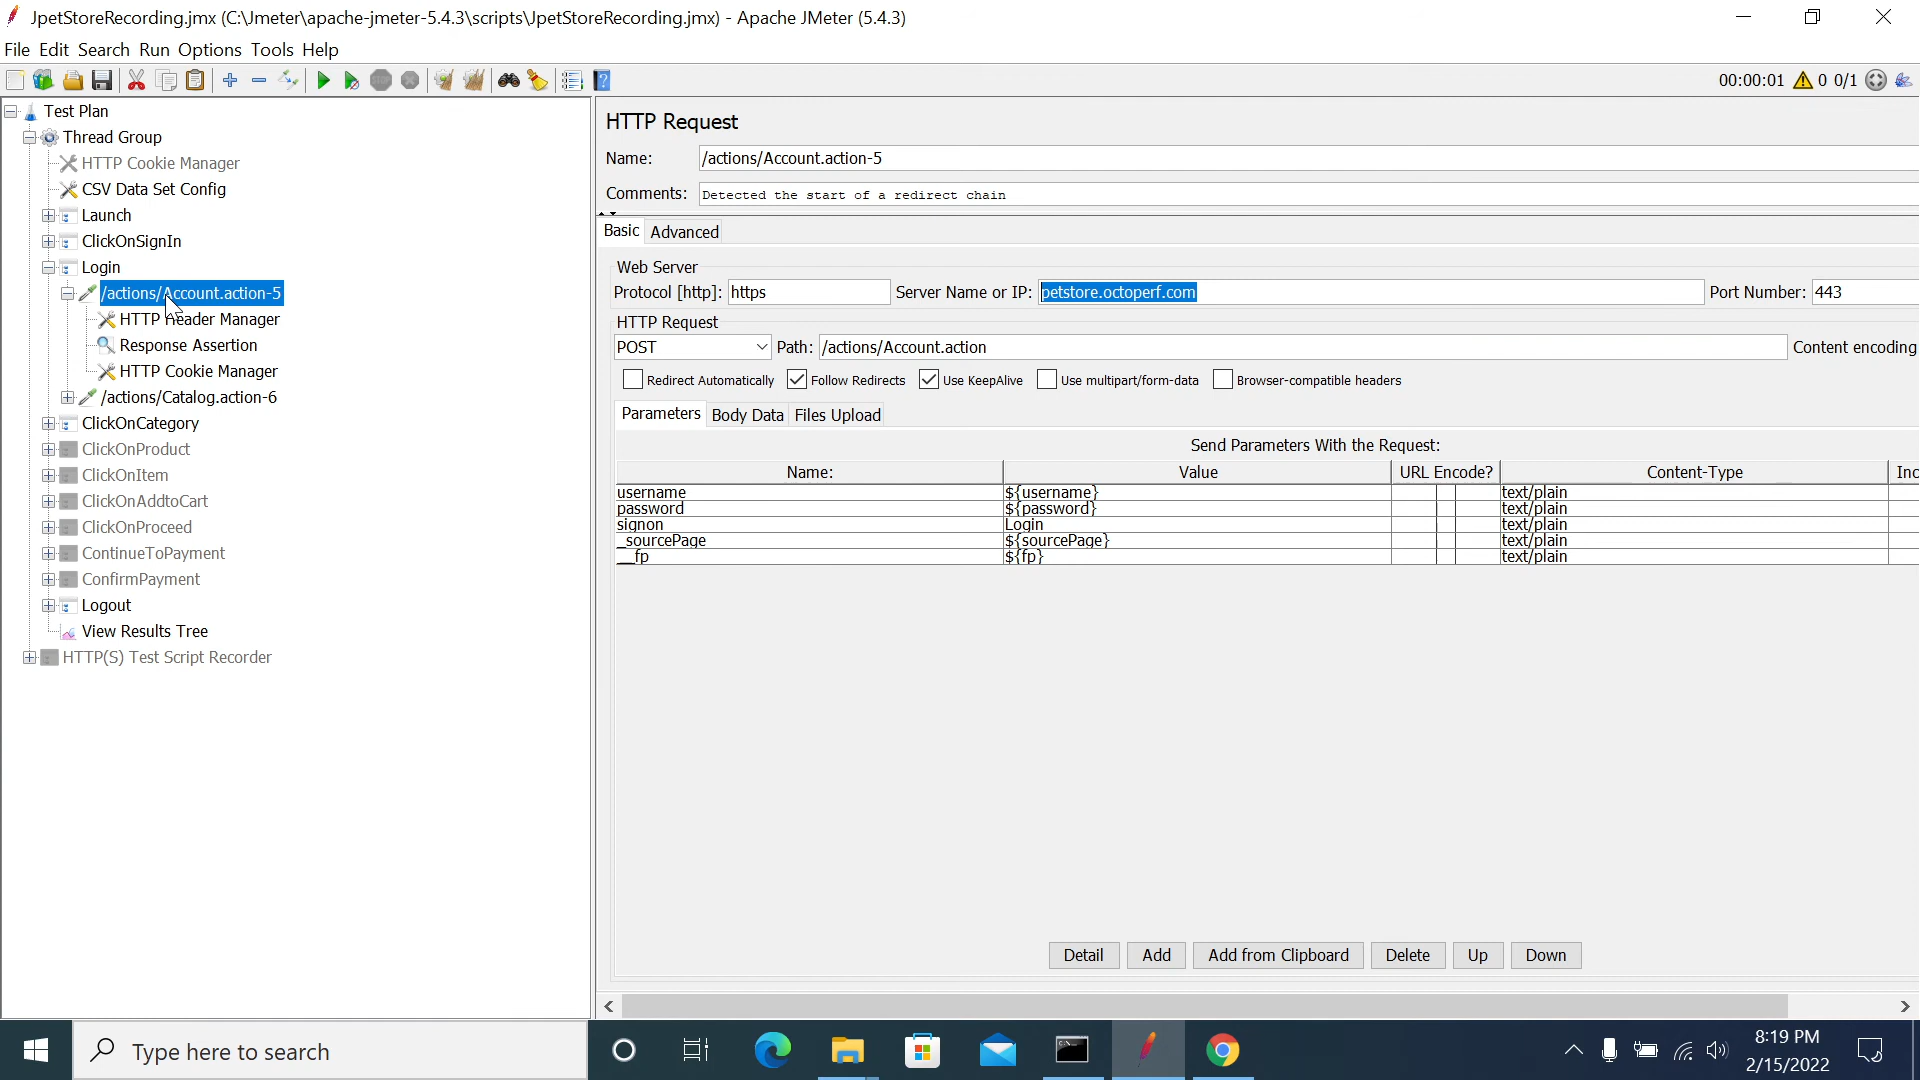 JpetStoreRecording.jmx (C:\Jmeter\apache-jmeter-5.4.3\scripts\JpetStoreRecording.jmx) - Apache JMeter (5.4.3)
File Edit Search Run Options Tools Help
00:00:01 0 0/1
Test Plan
Thread Group
HTTP Cookie Manager
CSV Data Set Config
Launch
ClickOnSignIn
Login
/actions/Account.action-5
HTTP Header Manager
Response Assertion
HTTP Cookie Manager
/actions/Catalog.action-6
ClickOnCategory
ClickOnProduct
ClickOnItem
ClickOnAddtoCart
ClickOnProceed
ContinueToPayment
ConfirmPayment
Logout
View Results Tree
HTTP(S) Test Script Recorder
HTTP Request
Name: /actions/Account.action-5
Comments: Detected the start of a redirect chain
Basic Advanced
Web Server
Protocol [http]: https Server Name or IP: petstore.octoperf.com Port Number: 443
HTTP Request
POST Path: /actions/Account.action Content encoding
Redirect Automatically Follow Redirects Use KeepAlive Use multipart/form-data Browser-compatible headers
Parameters Body Data Files Upload
Send Parameters With the Request:
Name: Value URL Encode? Content-Type Inc
username ${username} text/plain
password ${password} text/plain
signon Login text/plain
_sourcePage ${sourcePage} text/plain
__fp ${fp} text/plain
Detail Add Add from Clipboard Delete Up Down
Type here to search
8:19 PM
2/15/2022